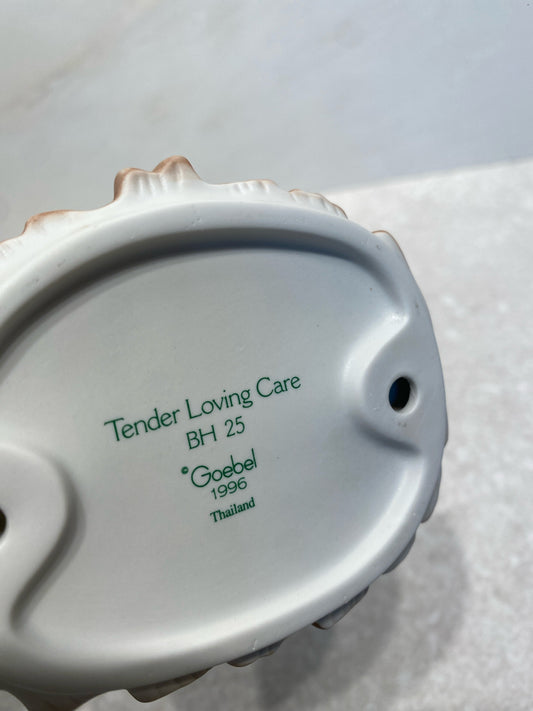 Tender Loving Care
BH 25
©Goebel
1996
Thailand